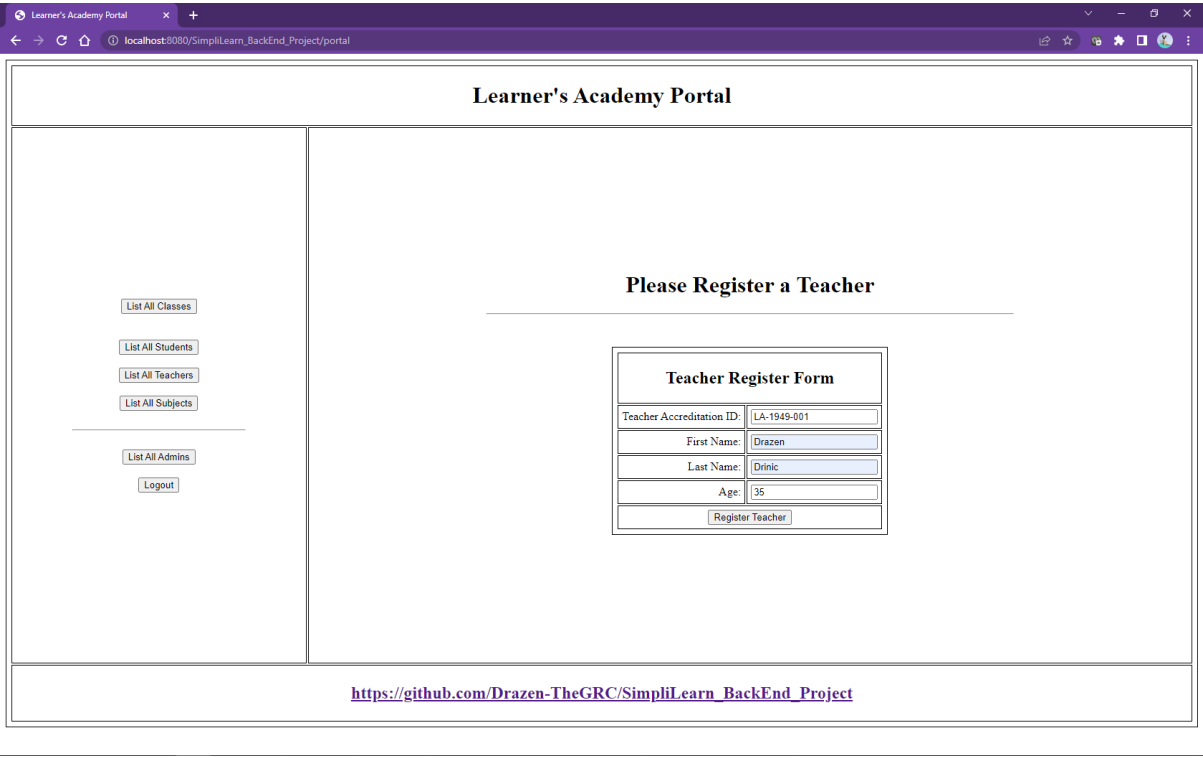 Learner's Academy Portal
localhost:8080/SimpliLearn_BackEnd_Project/portal
Learner's Academy Portal
List All Classes
List All Students
List All Teachers
List All Subjects
List All Admins
Logout
Please Register a Teacher
Teacher Register Form
Teacher Accreditation ID: LA-1949-001
First Name: Drazen
Last Name: Drinic
Age: 35
Register Teacher
https://github.com/Drazen-TheGRC/SimpliLearn_BackEnd_Project